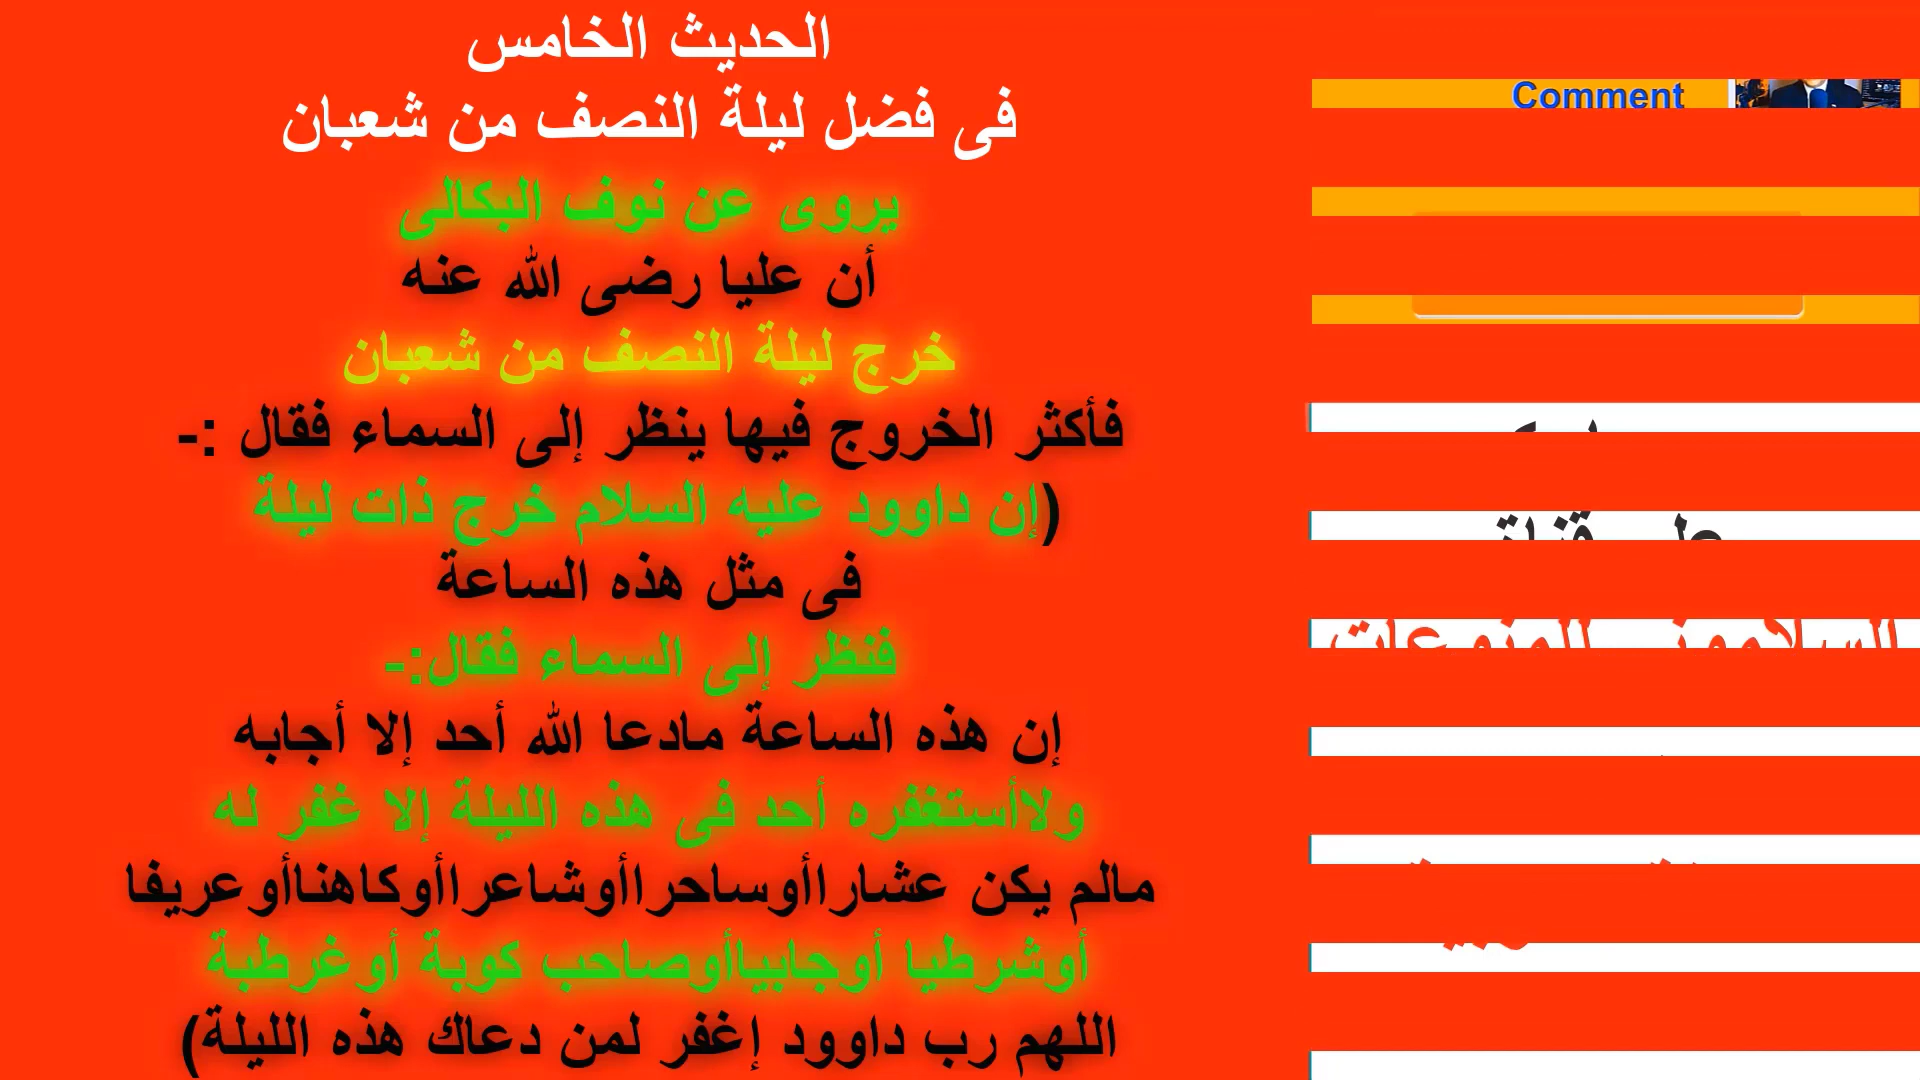 الحديث الخامس
فى فضل ليلة النصف من شعبان
يروى عن نوف البكالى
أن عليا رضى الله عنه
خرج ليلة النصف من شعبان
فأكثر الخروج فيها ينظر إلى السماء فقال :-
(إن داوود عليه السلام خرج ذات ليلة
فى مثل هذه الساعة
فنظر إلى السماء فقال:-
إن هذه الساعة مادعا الله أحد إلا أجابه
ولاأستغفره أحد فى هذه الليلة إلا غفر له
مالم يكن عشاراأوساحراأوشاعراأوكاهناأوعريفا
أوشرطيا أوجابياأوصاحب كوبة أوغرطبة
اللهم رب داوود إغفر لمن دعاك هذه الليلة)
Comment